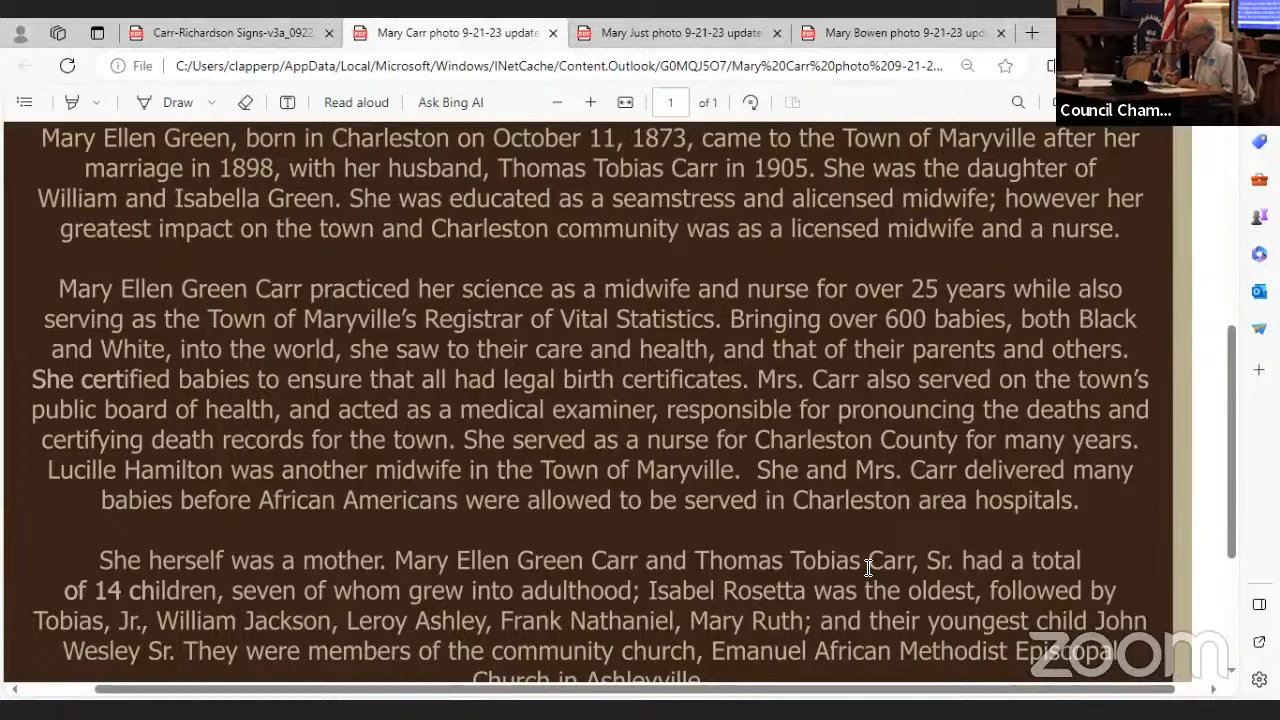 Carr-Richardson Signs-v3a_0922
Mary Carr photo 9-21-23 update
Mary Just photo 9-21-23 update
Mary Bowen photo 9-21-23 upd
File
C:/Users/clapperp/AppData/Local/Microsoft/Windows/INetCache/Content.Outlook/G0MQJ5O7/Mary%20Carr%20photo%209-21-2...
Draw
Read aloud
Ask Bing AI
1
of 1
Council Cham...
Mary Ellen Green, born in Charleston on October 11, 1873, came to the Town of Maryville after her
marriage in 1898, with her husband, Thomas Tobias Carr in 1905. She was the daughter of
William and Isabella Green. She was educated as a seamstress and alicensed midwife; however her
greatest impact on the town and Charleston community was as a licensed midwife and a nurse.
Mary Ellen Green Carr practiced her science as a midwife and nurse for over 25 years while also
serving as the Town of Maryville's Registrar of Vital Statistics. Bringing over 600 babies, both Black
and White, into the world, she saw to their care and health, and that of their parents and others.
She certified babies to ensure that all had legal birth certificates. Mrs. Carr also served on the town's
public board of health, and acted as a medical examiner, responsible for pronouncing the deaths and
certifying death records for the town. She served as a nurse for Charleston County for many years.
Lucille Hamilton was another midwife in the Town of Maryville. She and Mrs. Carr delivered many
babies before African Americans were allowed to be served in Charleston area hospitals.
She herself was a mother. Mary Ellen Green Carr and Thomas Tobias Carr, Sr. had a total
of 14 children, seven of whom grew into adulthood; Isabel Rosetta was the oldest, followed by
Tobias, Jr., William Jackson, Leroy Ashley, Frank Nathaniel, Mary Ruth; and their youngest child John
Wesley Sr. They were members of the community church, Emanuel African Methodist Episcopal
Church in Ashleyville
zoom